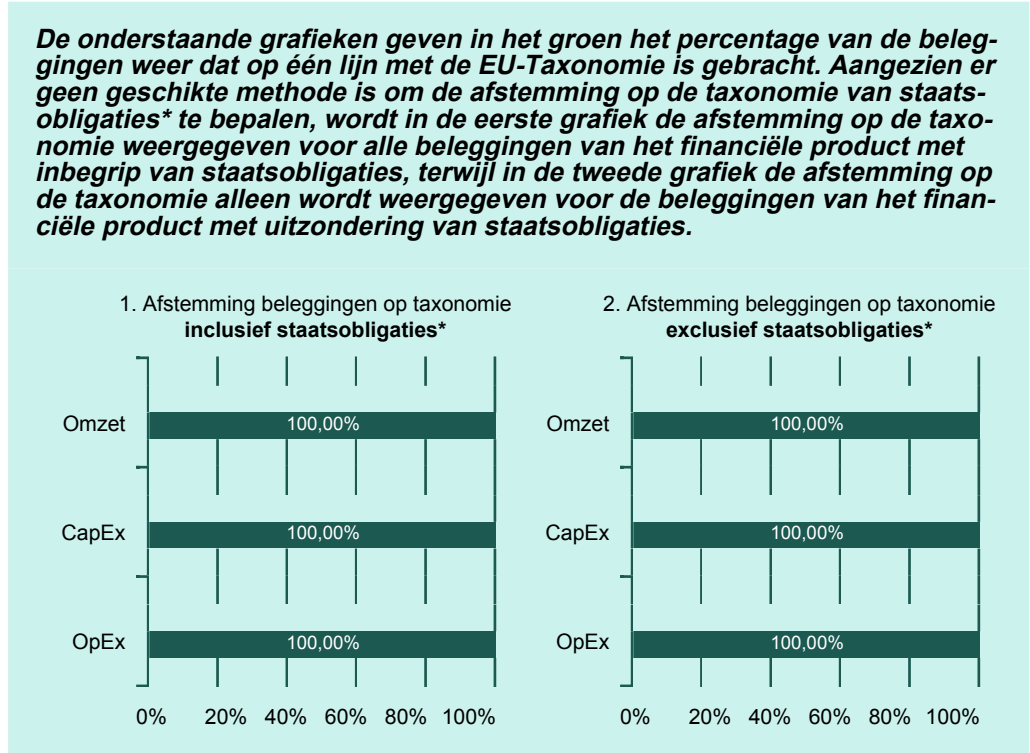 De onderstaande grafieken geven in het groen het percentage van de beleg-
gingen weer dat op één lijn met de EU-Taxonomie is gebracht. Aangezien er
geen geschikte methode is om de afstemming op de taxonomie van staats-
obligaties* te bepalen, wordt in de eerste grafiek de afstemming op de taxo-
nomie weergegeven voor alle beleggingen van het financiële product met
inbegrip van staatsobligaties, terwijl in de tweede grafiek de afstemming op
de taxonomie alleen wordt weergegeven voor de beleggingen van het finan-
ciële product met uitzondering van staatsobligaties.
1. Afstemming beleggingen op taxonomie
inclusief staatsobligaties*
Omzet 100,00%
CapEx 100,00%
OpEx 100,00%
0% 20% 40% 60% 80% 100%
2. Afstemming beleggingen op taxonomie
exclusief staatsobligaties*
Omzet 100,00%
CapEx 100,00%
OpEx 100,00%
0% 20% 40% 60% 80% 100%